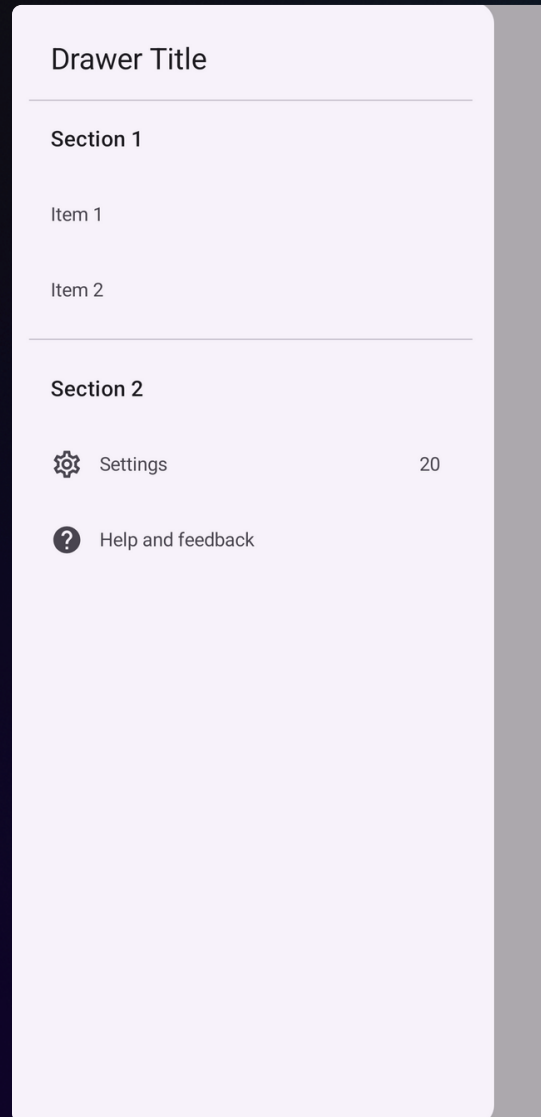 Drawer Title
Section 1
Item 1
Item 2
Section 2
Settings 20
Help and feedback